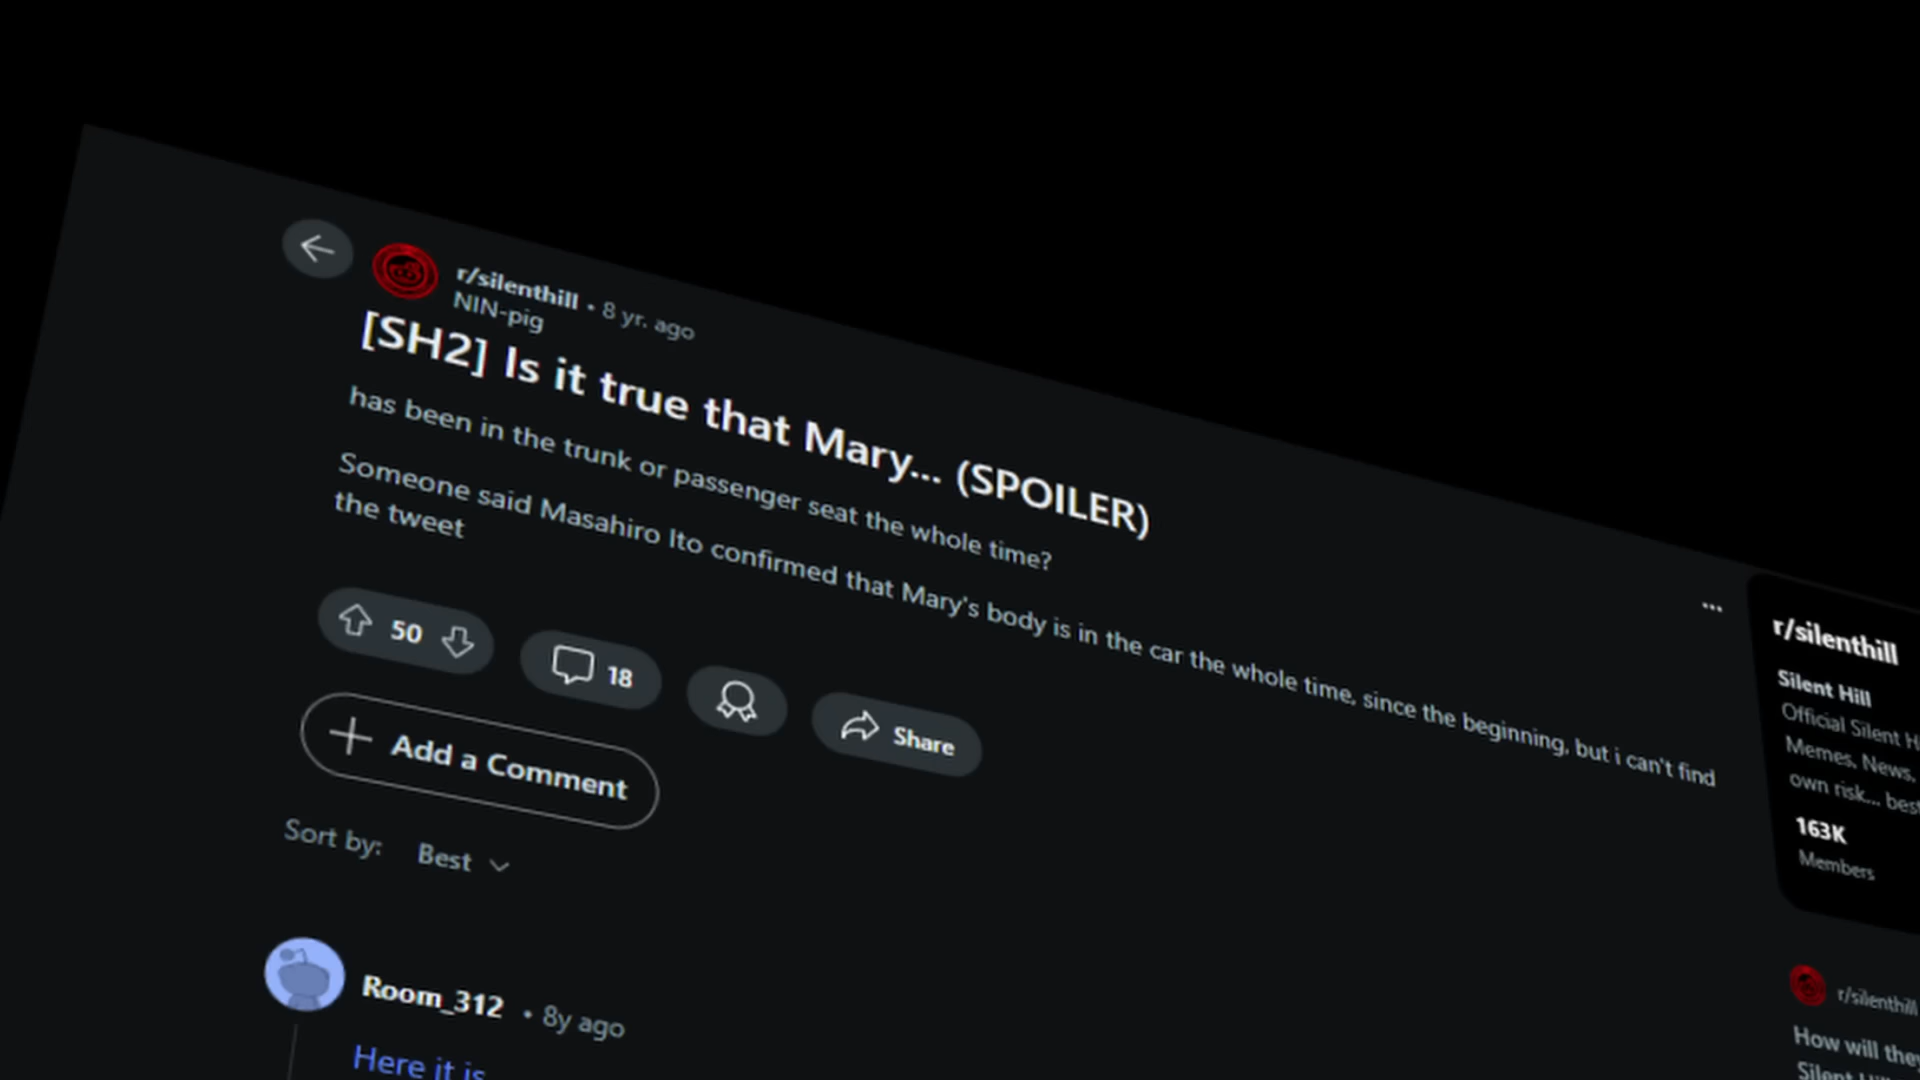 r/silenthill • 8 yr. ago
NIN-pig
[SH2] Is it true that Mary... (SPOILER)
has been in the trunk or passenger seat the whole time?
Someone said Masahiro Ito confirmed that Mary's body is in the car the whole time, since the beginning, but i can't find
the tweet
50
18
Share
Add a Comment
Sort by: Best
Room_312 • 8y ago
Here it is
r/silenthill
Silent Hill
Official Silent H
Memes, News,
own risk... best
163K
Members
r/silenthill
How will they
Silent